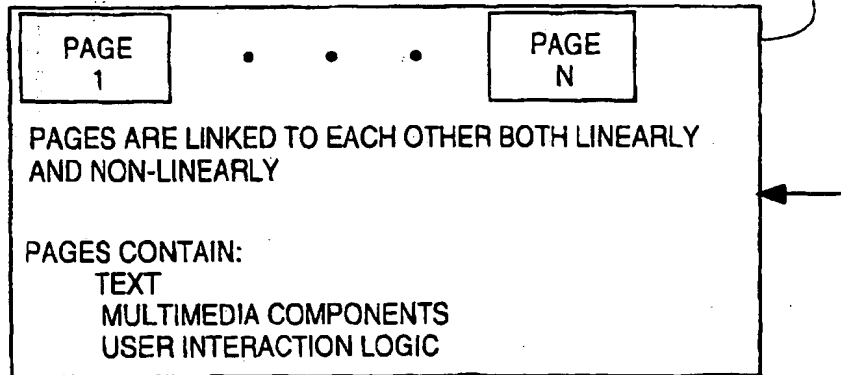 PAGE
1
PAGE
N
PAGES ARE LINKED TO EACH OTHER BOTH LINEARLY
AND NON-LINEARLY
PAGES CONTAIN:
TEXT
MULTIMEDIA COMPONENTS
USER INTERACTION LOGIC